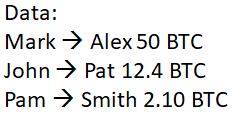 Data:
Mark → Alex 50 BTC
John → Pat 12.4 BTC
Pam → Smith 2.10 BTC